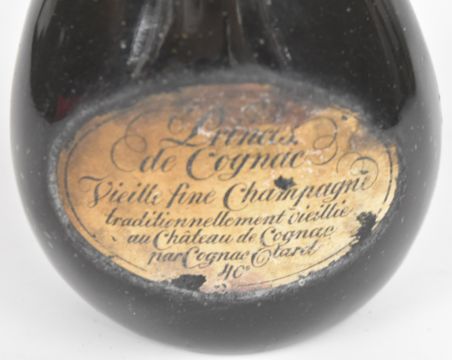 Princes
de Cognac
Vieille fine Champagne
traditionnellement vieillie
au Château de Cognac
par Cognac Otard
40°